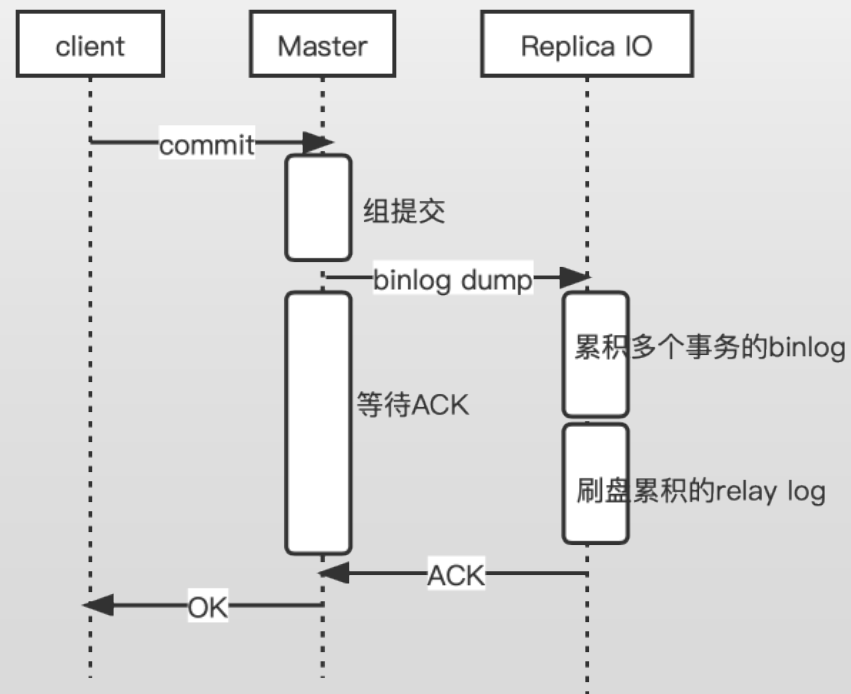 client
Master
Replica IO
commit
组提交
binlog dump
累积多个事务的binlog
等待ACK
刷盘累积的relay log
ACK
OK